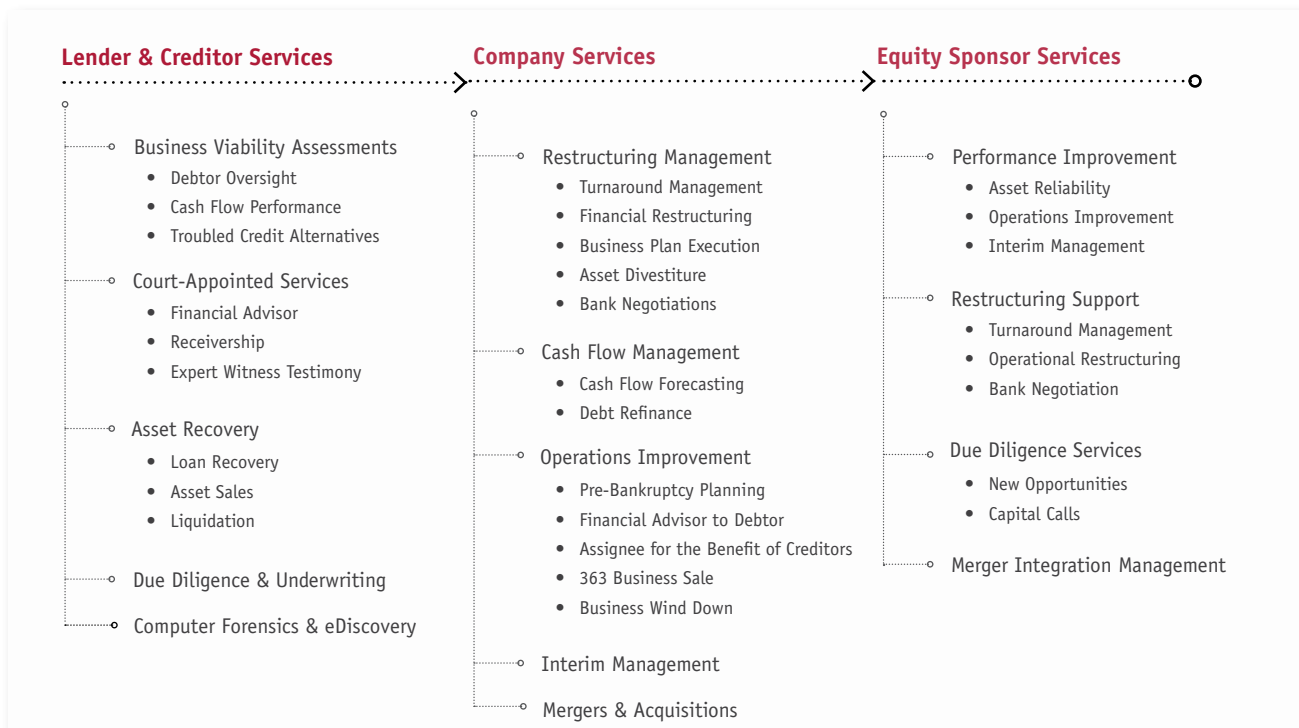 Lender & Creditor Services
Business Viability Assessments
Debtor Oversight
Cash Flow Performance
Troubled Credit Alternatives
Court-Appointed Services
Financial Advisor
Receivership
Expert Witness Testimony
Asset Recovery
Loan Recovery
Asset Sales
Liquidation
Due Diligence & Underwriting
Computer Forensics & eDiscovery
Company Services
Restructuring Management
Turnaround Management
Financial Restructuring
Business Plan Execution
Asset Divestiture
Bank Negotiations
Cash Flow Management
Cash Flow Forecasting
Debt Refinance
Operations Improvement
Pre-Bankruptcy Planning
Financial Advisor to Debtor
Assignee for the Benefit of Creditors
363 Business Sale
Business Wind Down
Interim Management
Mergers & Acquisitions
Equity Sponsor Services
Performance Improvement
Asset Reliability
Operations Improvement
Interim Management
Restructuring Support
Turnaround Management
Operational Restructuring
Bank Negotiation
Due Diligence Services
New Opportunities
Capital Calls
Merger Integration Management